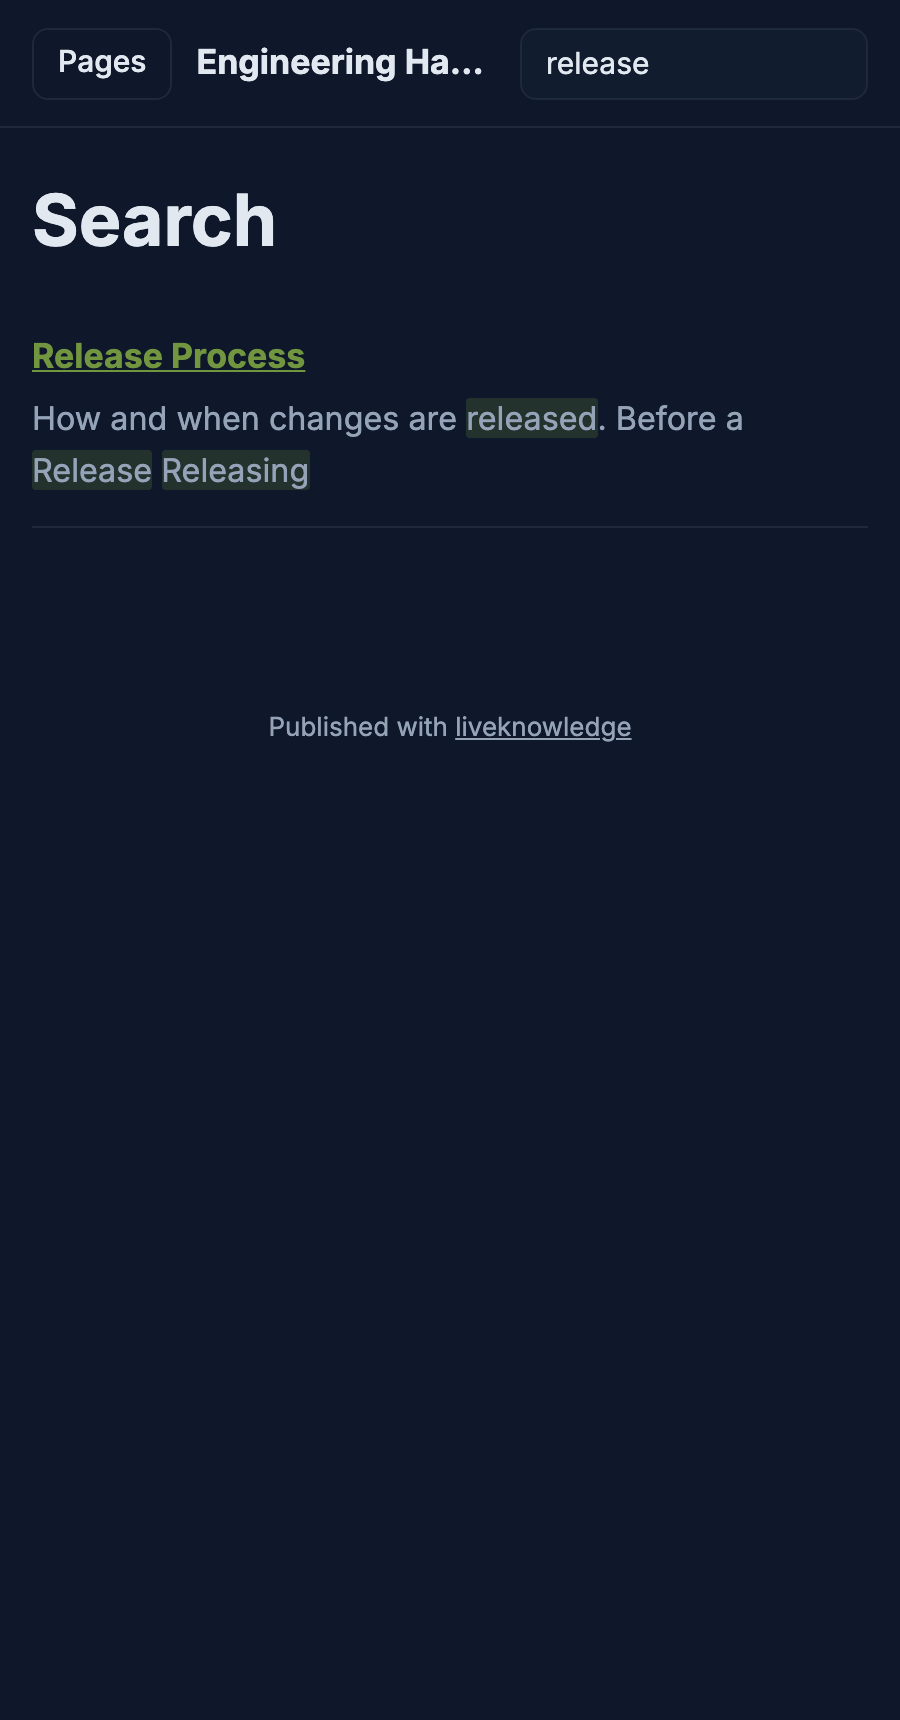 Pages
Engineering Ha...
release
Search
Release Process
How and when changes are released. Before a
Release Releasing
Published with liveknowledge